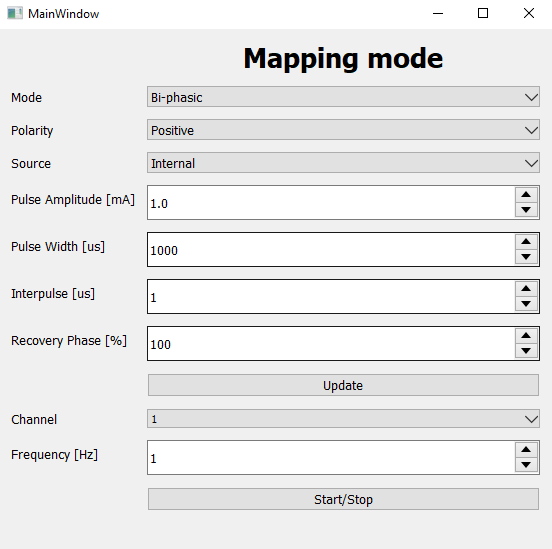 MainWindow
Mapping mode
Mode Bi-phasic
Polarity Positive
Source Internal
Pulse Amplitude [mA] 1.0
Pulse Width [us] 1000
Interpulse [us] 1
Recovery Phase [%] 100
Update
Channel 1
Frequency [Hz] 1
Start/Stop